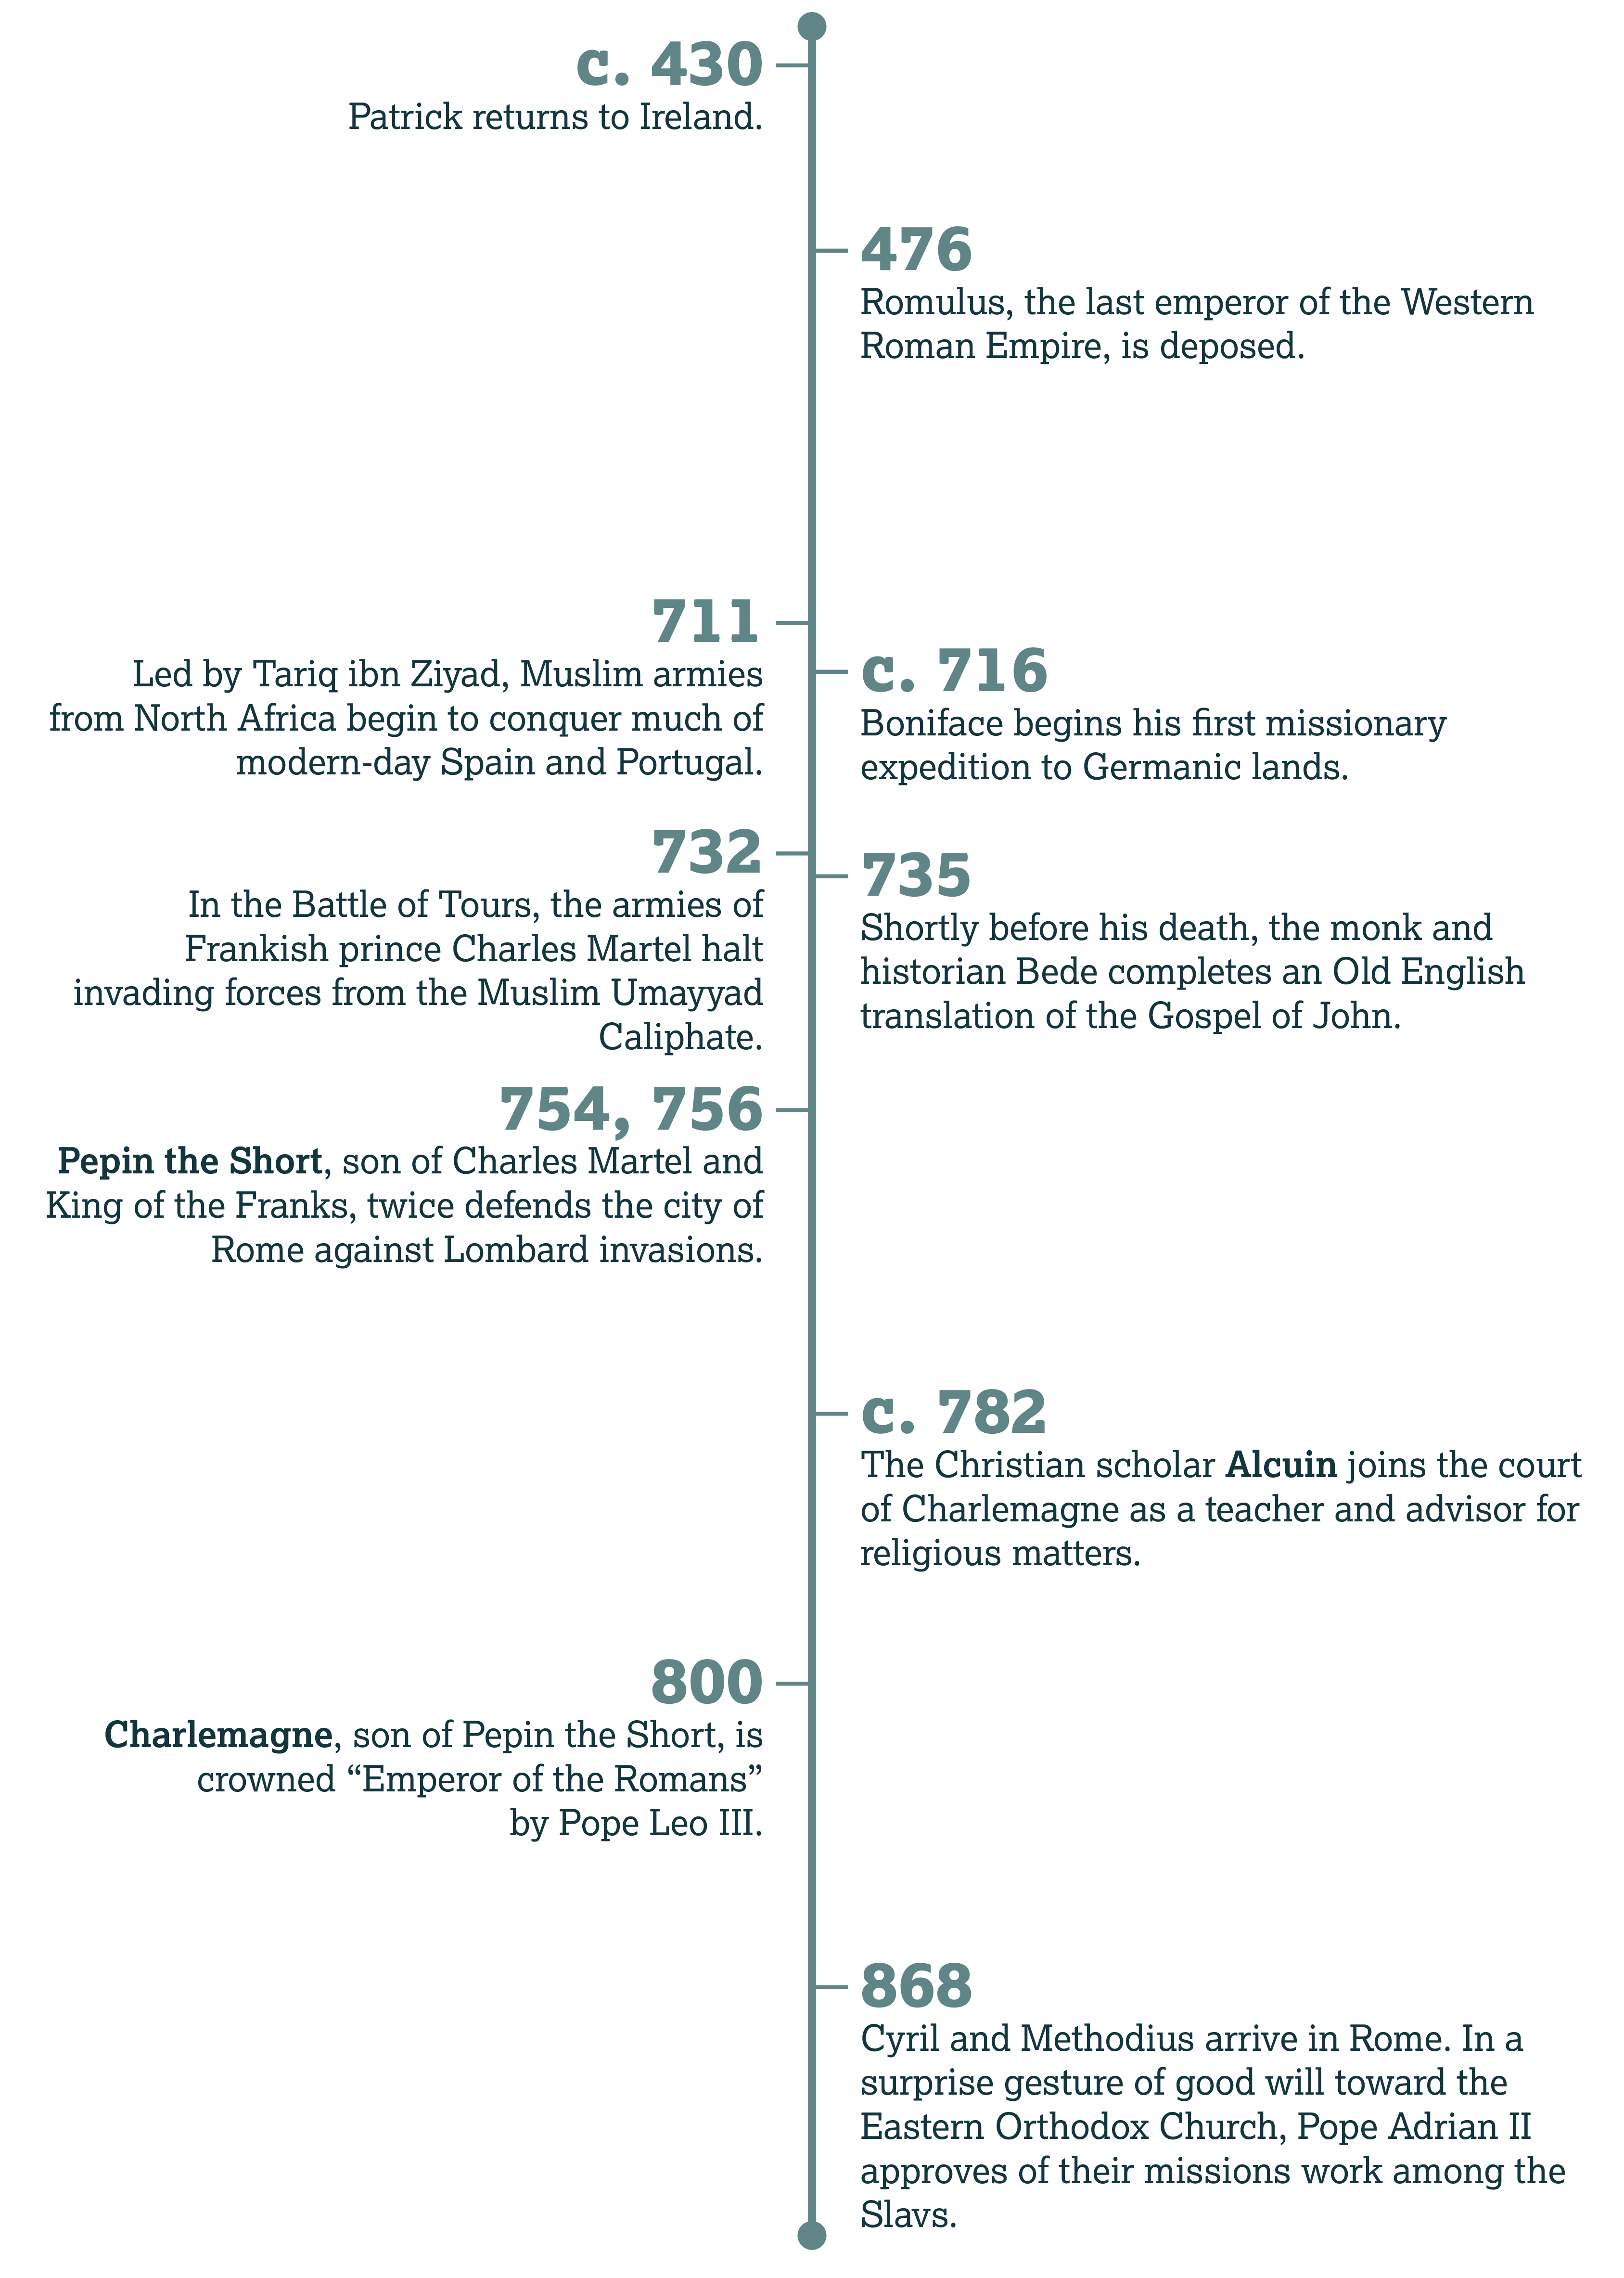 c. 430
Patrick returns to Ireland.
476
Romulus, the last emperor of the Western
Roman Empire, is deposed.
711
Led by Tariq ibn Ziyad, Muslim armies
from North Africa begin to conquer much of
modern-day Spain and Portugal.
c. 716
Boniface begins his first missionary
expedition to Germanic lands.
732
In the Battle of Tours, the armies of
Frankish prince Charles Martel halt
invading forces from the Muslim Umayyad
Caliphate.
735
Shortly before his death, the monk and
historian Bede completes an Old English
translation of the Gospel of John.
754, 756
Pepin the Short, son of Charles Martel and
King of the Franks, twice defends the city of
Rome against Lombard invasions.
c. 782
The Christian scholar Alcuin joins the court
of Charlemagne as a teacher and advisor for
religious matters.
800
Charlemagne, son of Pepin the Short, is
crowned “Emperor of the Romans”
by Pope Leo III.
868
Cyril and Methodius arrive in Rome. In a
surprise gesture of good will toward the
Eastern Orthodox Church, Pope Adrian II
approves of their missions work among the
Slavs.